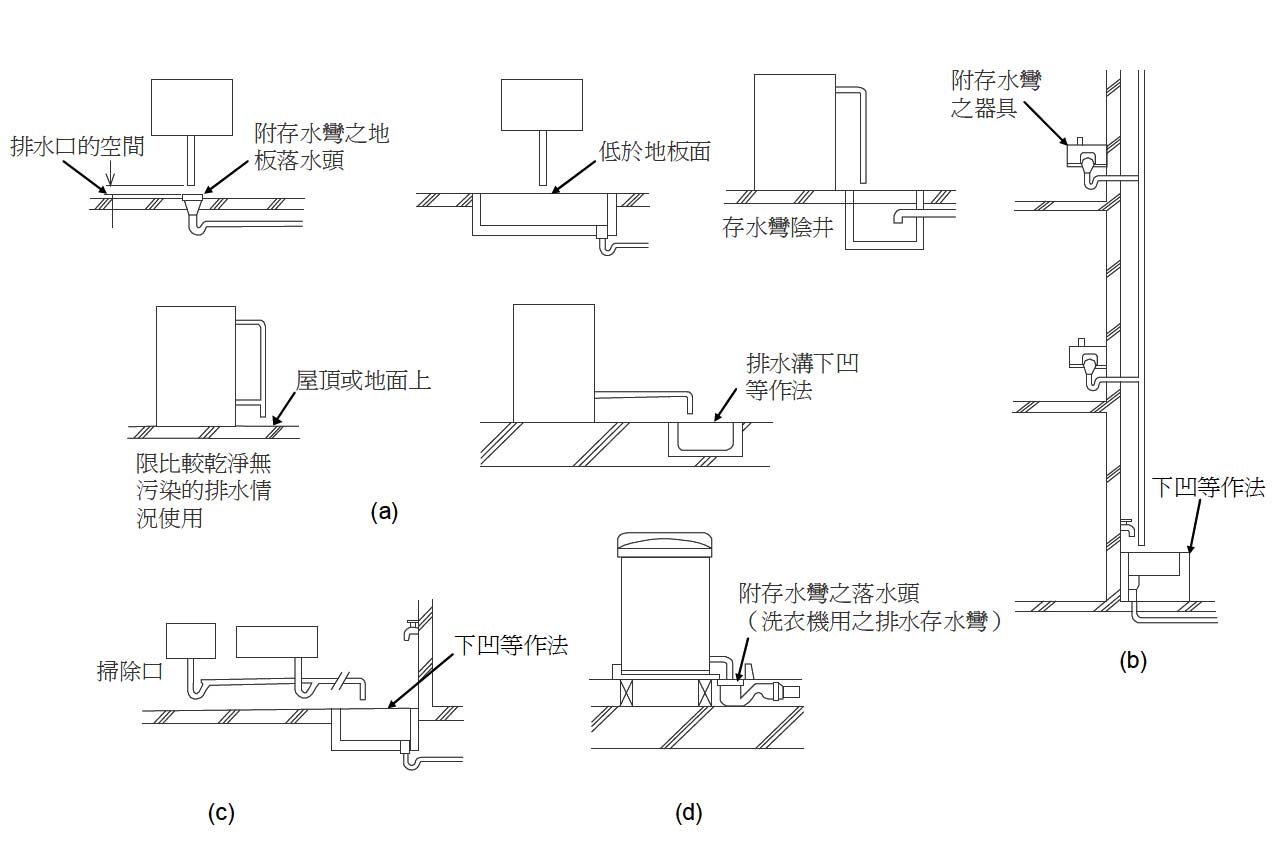 排水口的空間
附存水彎之地
板落水頭
低於地板面
存水彎陰井
附存水彎
之器具
屋頂或地面上
限比較乾淨無
污染的排水情
況使用
(a)
排水溝下凹
等作法
下凹等作法
(b)
掃除口
下凹等作法
(c)
附存水彎之落水頭
（洗衣機用之排水存水彎）
(d)